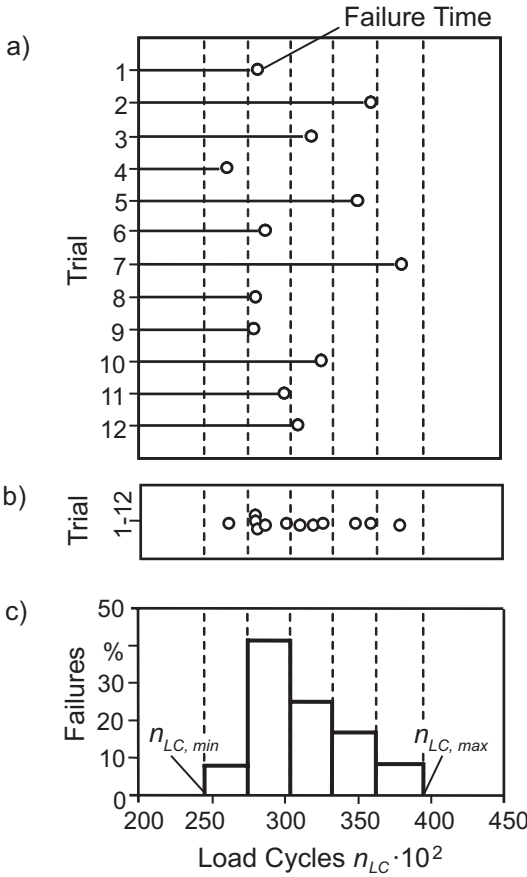 Failure Time
a)
Trial
1
2
3
4
5
6
7
8
9
10
11
12
b)
Trial
1-12
c)
Failures
50
%
30
20
10
0
n_LC, min
n_LC, max
200 250 300 350 400 450
Load Cycles n_LC·10²